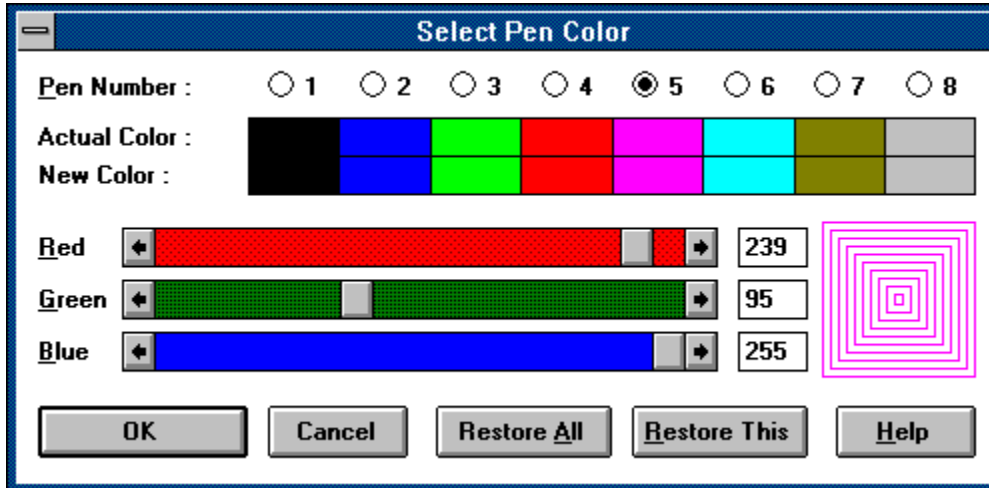 Select Pen Color
Pen Number : 1 2 3 4 5 6 7 8
Actual Color :
New Color :
Red 239
Green 95
Blue 255
OK Cancel Restore All Restore This Help